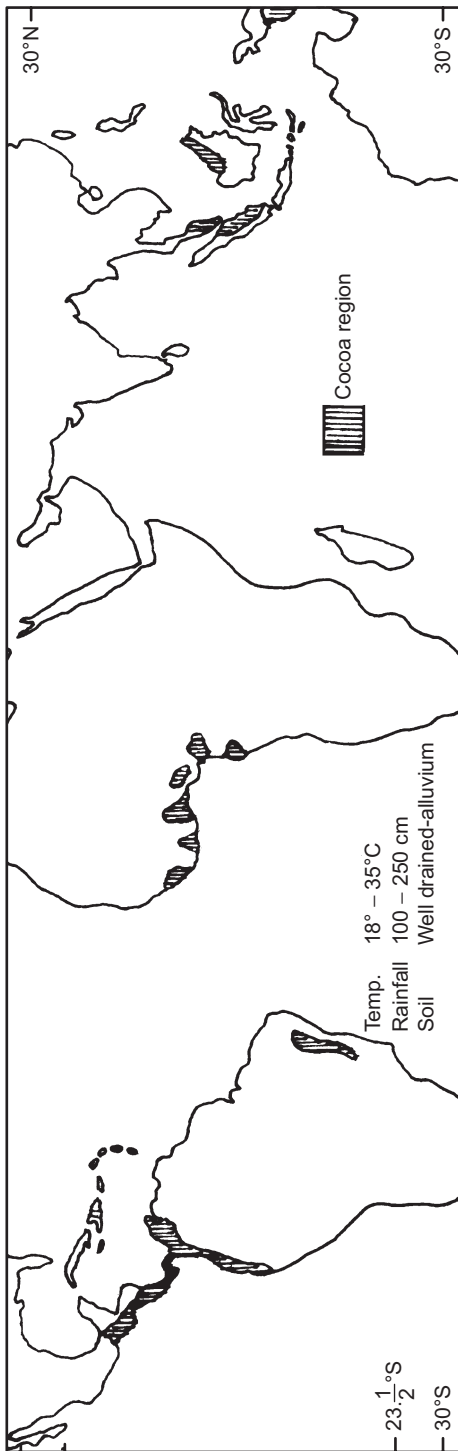 30°N
30°S
Cocoa region
Temp. 18° – 35°C
Rainfall 100 – 250 cm
Soil Well drained-alluvium
23.1/2°S
30°S